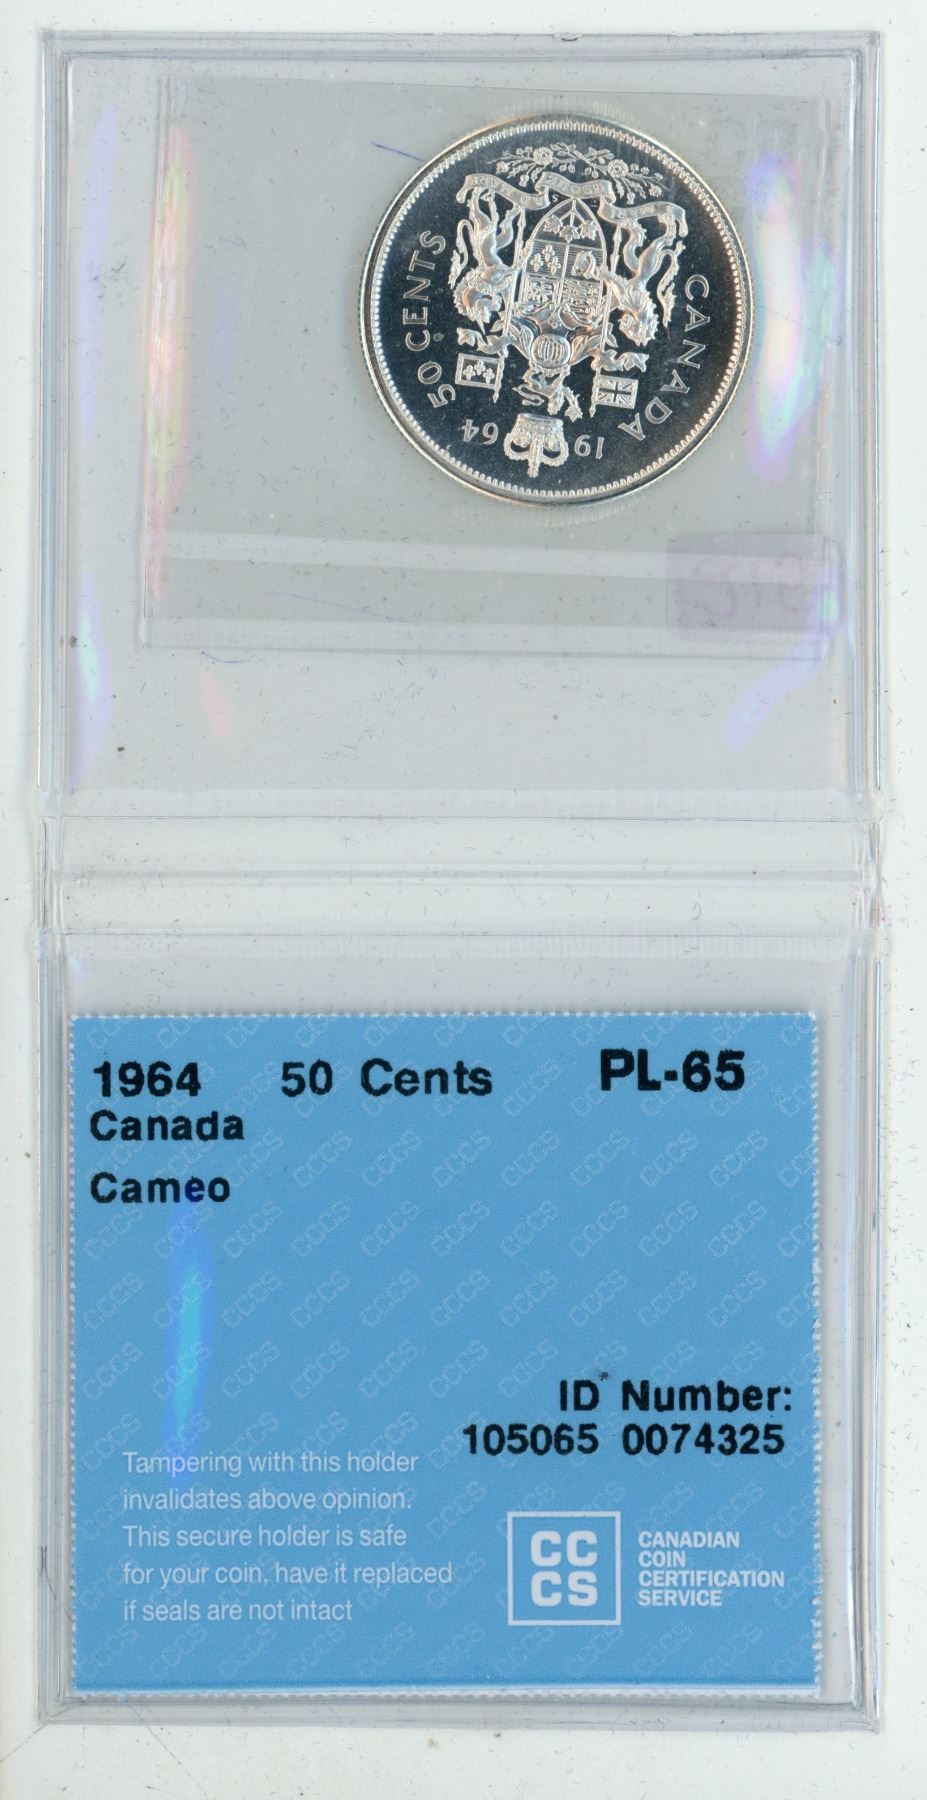 50 CENTS
CANADA
1964
1964 50 Cents PL-65
Canada
Cameo
ID Number:
105065 0074325
Tampering with this holder
invalidates above opinion.
This secure holder is safe
for your coin, have it replaced
if seals are not intact
CC
CS
CANADIAN
COIN
CERTIFICATION
SERVICE